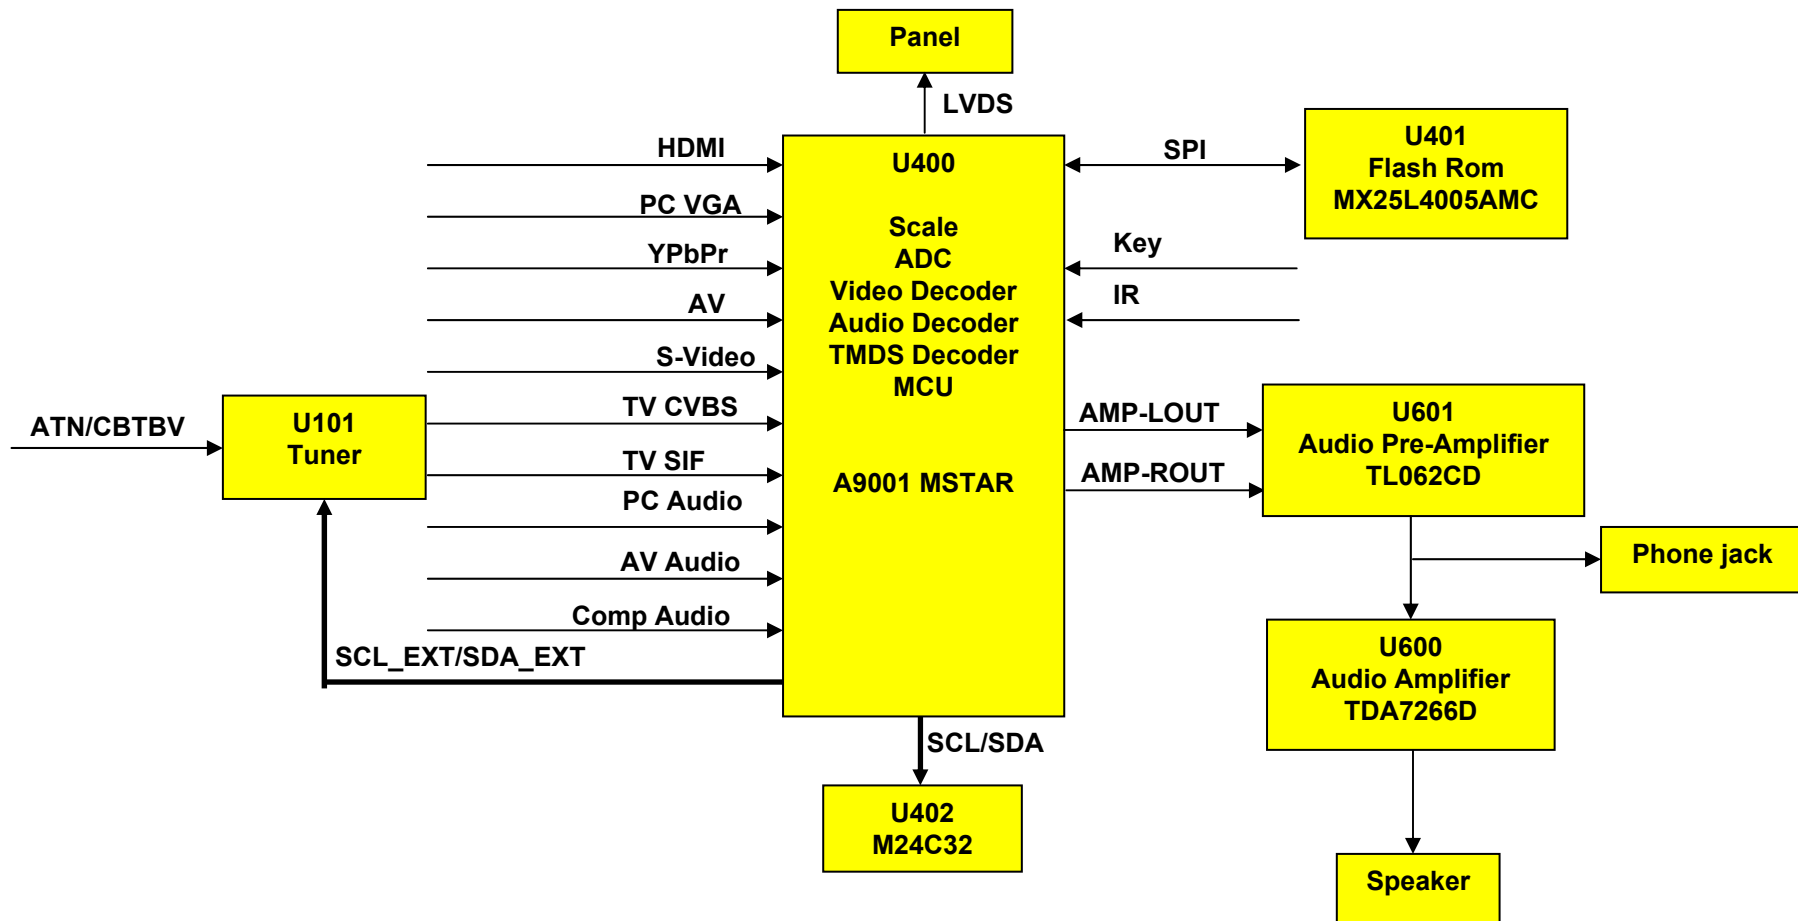 Panel
LVDS
HDMI
PC VGA
YPbPr
AV
S-Video
TV CVBS
TV SIF
PC Audio
AV Audio
Comp Audio
SCL_EXT/SDA_EXT
ATN/CBTBV
U101
Tuner
U400
Scale
ADC
Video Decoder
Audio Decoder
TMDS Decoder
MCU
A9001 MSTAR
SCL/SDA
U402
M24C32
SPI
Key
IR
AMP-LOUT
AMP-ROUT
U401
Flash Rom
MX25L4005AMC
U601
Audio Pre-Amplifier
TL062CD
Phone jack
U600
Audio Amplifier
TDA7266D
Speaker